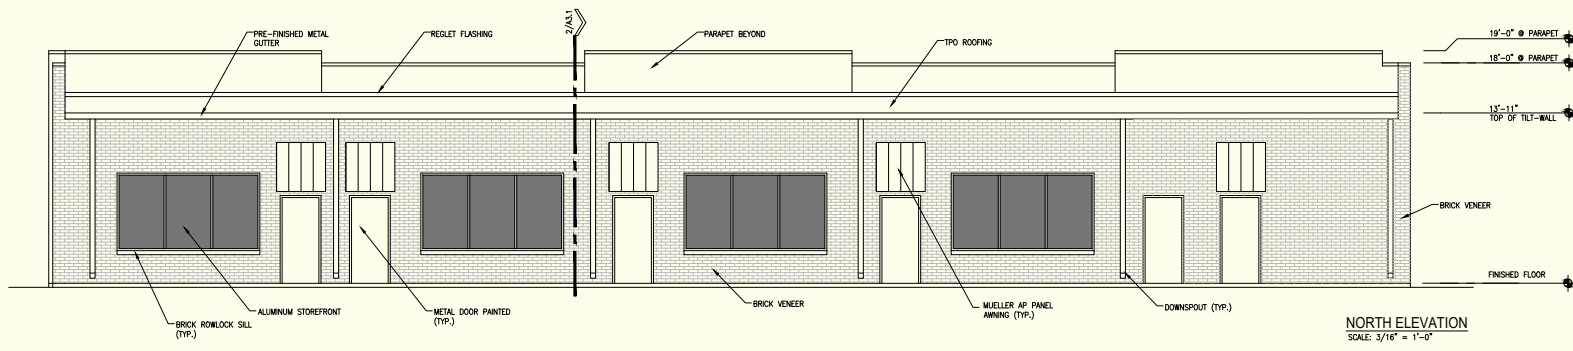 2/A3.1
PRE-FINISHED METAL
GUTTER
REGLET FLASHING
PARAPET BEYOND
TPO ROOFING
19'-0" @ PARAPET
18'-0" @ PARAPET
13'-11"
TOP OF TILT-WALL
BRICK VENEER
FINISHED FLOOR
BRICK ROWLOCK SILL
(TYP.)
ALUMINUM STOREFRONT
METAL DOOR PAINTED
(TYP.)
BRICK VENEER
MUELLER AP PANEL
AWNING (TYP.)
DOWNSPOUT (TYP.)
NORTH ELEVATION
SCALE: 3/16" = 1'-0"